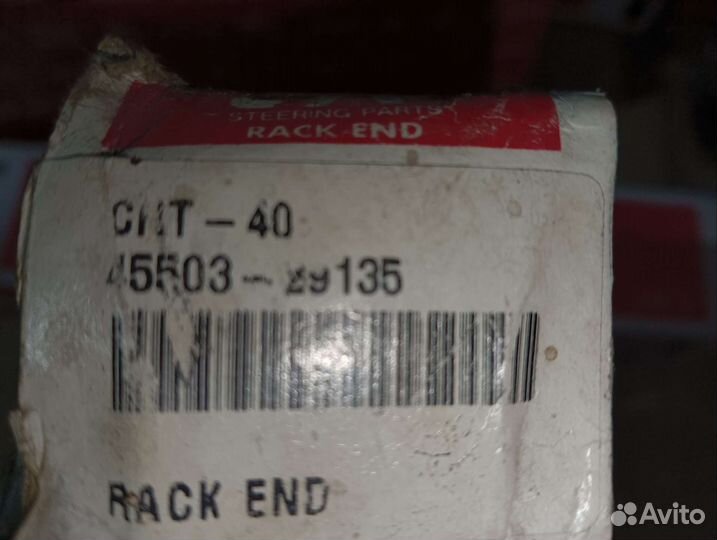 STEERING PARTS
RACK END
CRT-40
45503-29135
RACK END
Avito